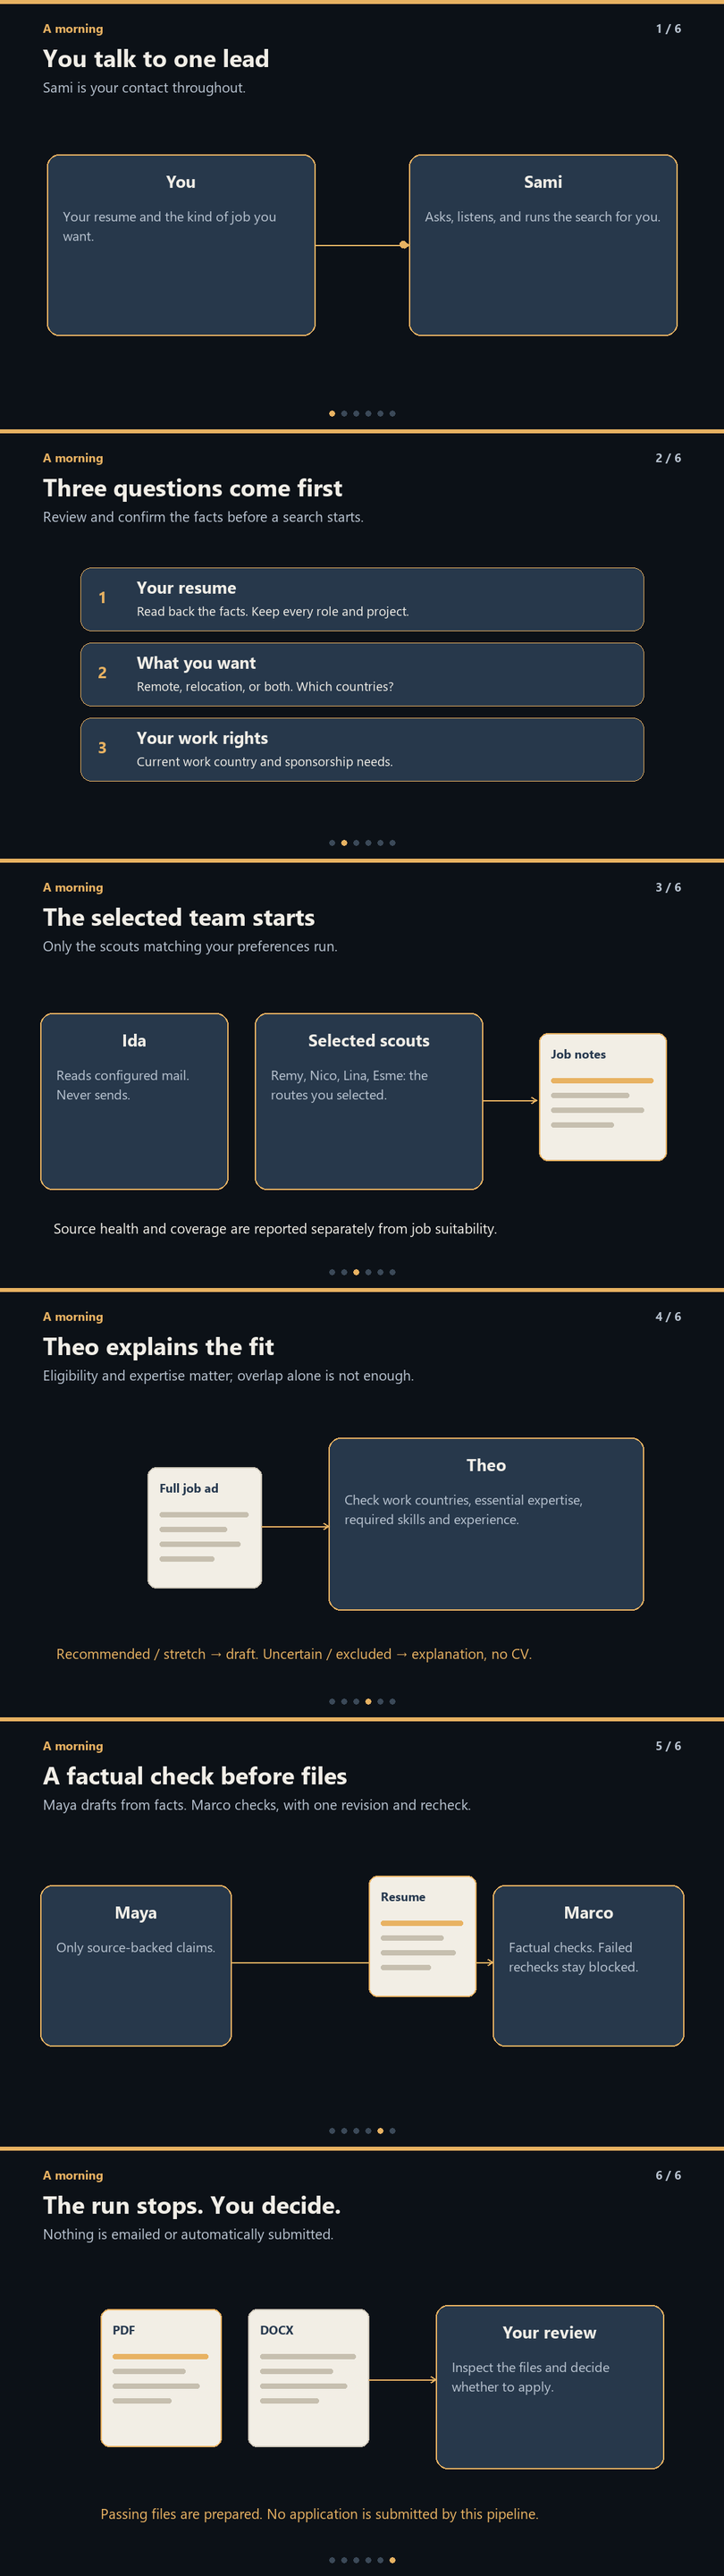 A morning
1 / 6
You talk to one lead
Sami is your contact throughout.
You
Your resume and the kind of job you
want.
Sami
Asks, listens, and runs the search for you.
A morning
2 / 6
Three questions come first
Review and confirm the facts before a search starts.
1
Your resume
Read back the facts. Keep every role and project.
2
What you want
Remote, relocation, or both. Which countries?
3
Your work rights
Current work country and sponsorship needs.
A morning
3 / 6
The selected team starts
Only the scouts matching your preferences run.
Ida
Reads configured mail.
Never sends.
Selected scouts
Remy, Nico, Lina, Esme: the
routes you selected.
Job notes
Source health and coverage are reported separately from job suitability.
A morning
4 / 6
Theo explains the fit
Eligibility and expertise matter; overlap alone is not enough.
Full job ad
Theo
Check work countries, essential expertise,
required skills and experience.
Recommended / stretch → draft. Uncertain / excluded → explanation, no CV.
A morning
5 / 6
A factual check before files
Maya drafts from facts. Marco checks, with one revision and recheck.
Maya
Only source-backed claims.
Resume
Marco
Factual checks. Failed
rechecks stay blocked.
A morning
6 / 6
The run stops. You decide.
Nothing is emailed or automatically submitted.
PDF
DOCX
Your review
Inspect the files and decide
whether to apply.
Passing files are prepared. No application is submitted by this pipeline.